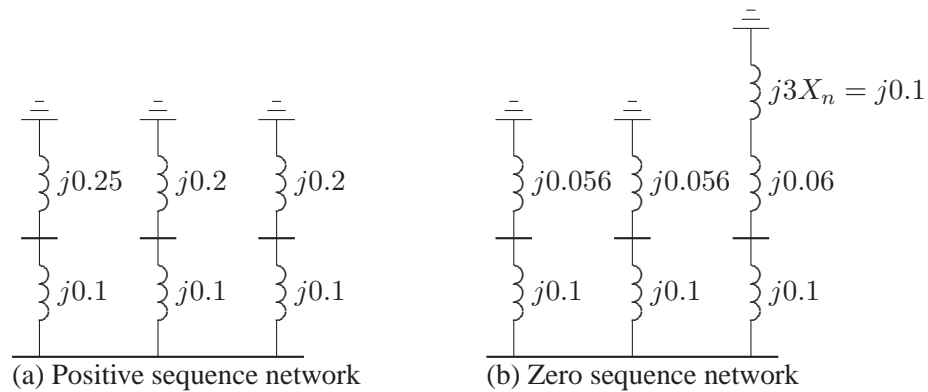 j3Xₙ = j0.1
j0.25 j0.2 j0.2 j0.056 j0.056 j0.06
j0.1 j0.1 j0.1 j0.1 j0.1 j0.1
(a) Positive sequence network (b) Zero sequence network